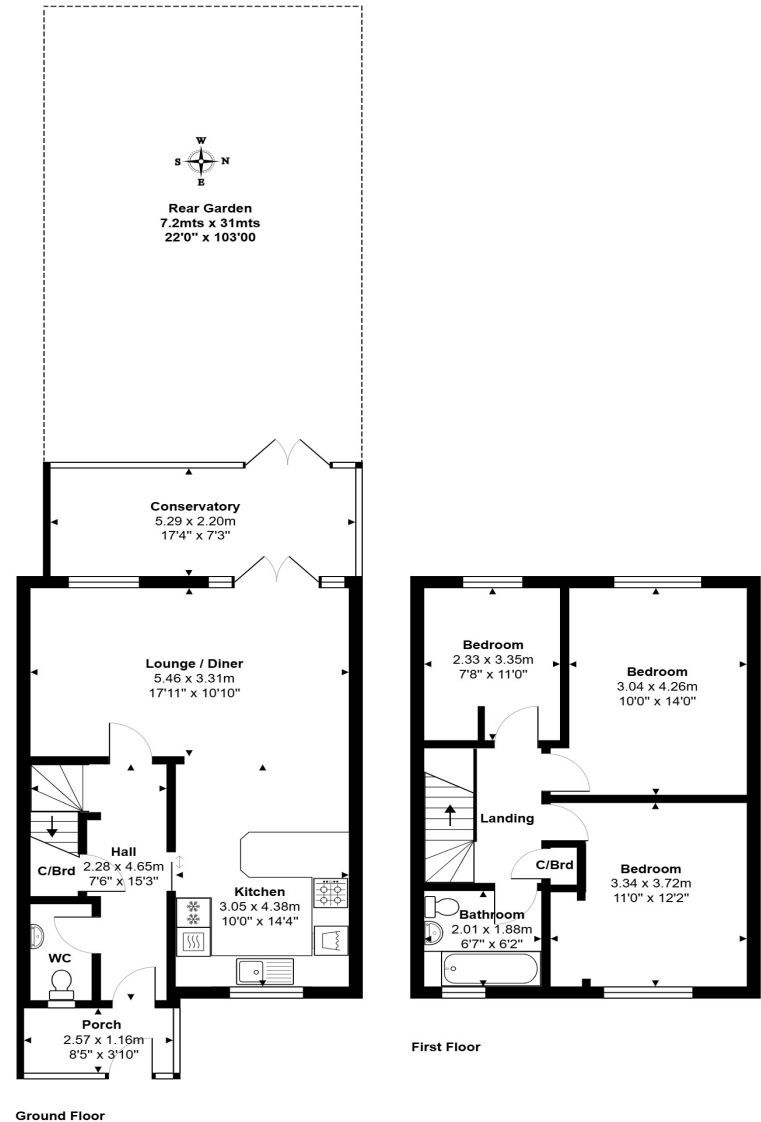 W
S N
E
Rear Garden
7.2mts x 31mts
22'0" x 103'00
Conservatory
5.29 x 2.20m
17'4" x 7'3"
Lounge / Diner
5.46 x 3.31m
17'11" x 10'10"
Hall
2.28 x 4.65m
7'6" x 15'3"
C/Brd
Kitchen
3.05 x 4.38m
10'0" x 14'4"
WC
Porch
2.57 x 1.16m
8'5" x 3'10"
Ground Floor
Bedroom
2.33 x 3.35m
7'8" x 11'0"
Bedroom
3.04 x 4.26m
10'0" x 14'0"
Landing
C/Brd
Bedroom
3.34 x 3.72m
11'0" x 12'2"
Bathroom
2.01 x 1.88m
6'7" x 6'2"
First Floor